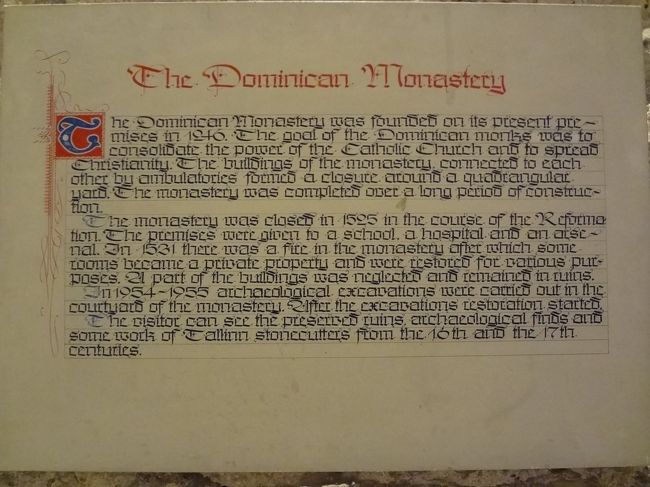 The Dominican Monastery
The Dominican Monastery was founded on its present pre-
mises in 1246. The goal of the Dominican monks was to
consolidate the power of the Catholic Church and to spread
Christianity. The buildings of the monastery, connected to each
other by ambulatories formed a closure around a quadrangular
yard. The monastery was completed over a long period of construc-
tion.
The monastery was closed in 1525 in the course of the Reforma
tion. The premises were given to a school, a hospital and an arse-
nal. In 1531 there was a fire in the monastery after which some
rooms became a private property and were restored for various pur-
poses. A part of the buildings was neglected and remained in ruins.
In 1954-1955 archaeological excavations were carried out in the
courtyard of the monastery. After the excavations restoration started.
The visitor can see the preserved ruins, archaeological finds and
some work of Tallinn stonecutters from the 16th and the 17th
centuries.